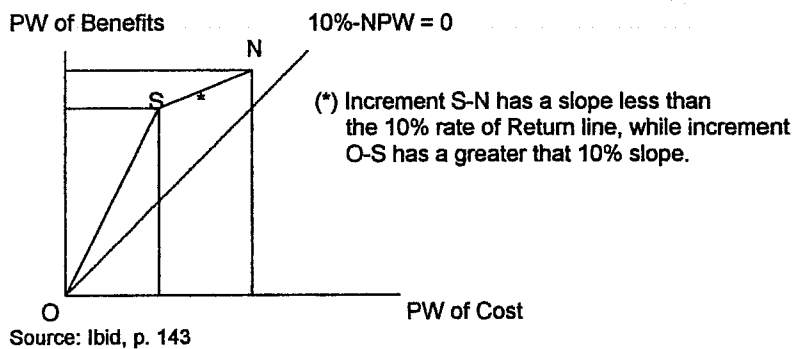 PW of Benefits
10%-NPW = 0
N
S
*
(*) Increment S-N has a slope less than
the 10% rate of Return line, while increment
O-S has a greater that 10% slope.
O
PW of Cost
Source: Ibid, p. 143